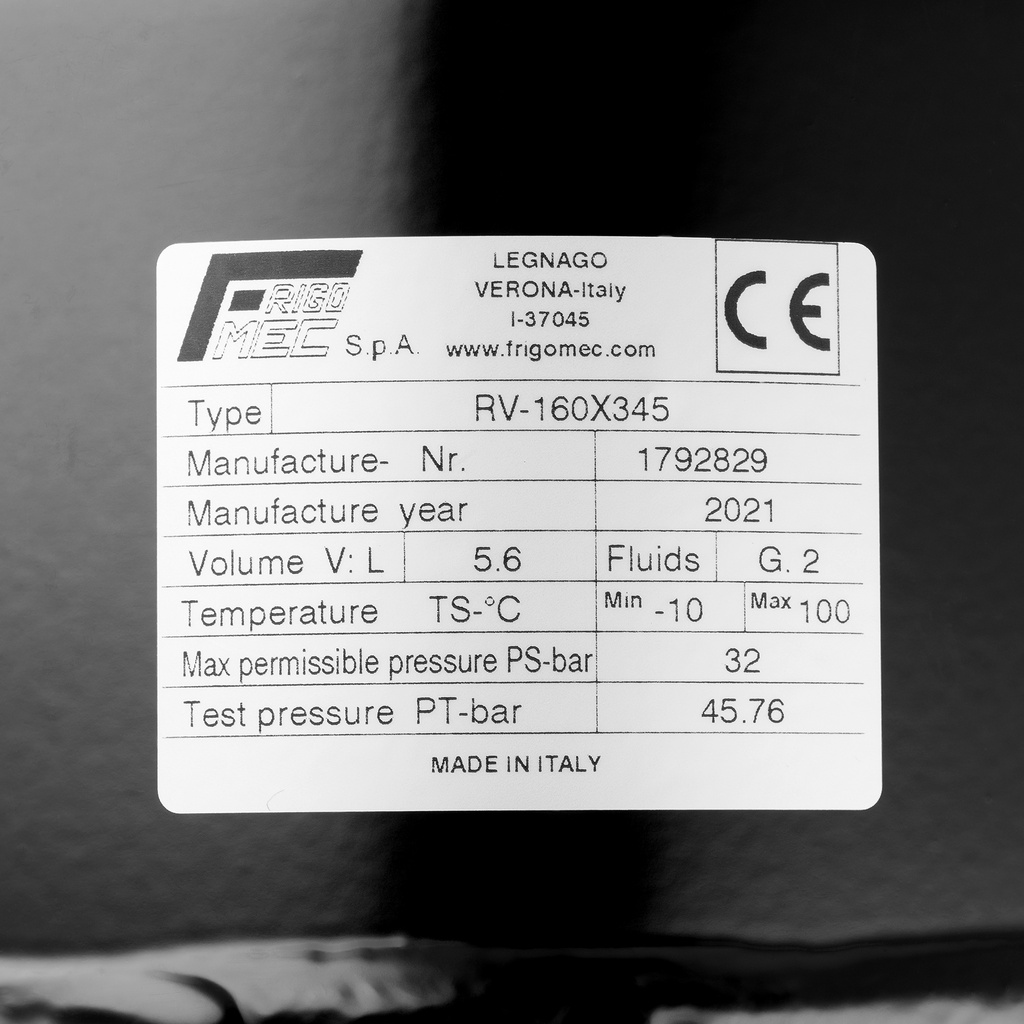 FRIGO
MEC S.p.A.
LEGNAGO
VERONA-Italy
I-37045
www.frigomec.com
CE
Type RV-160X345
Manufacture- Nr. 1792829
Manufacture year 2021
Volume V: L 5.6 Fluids G. 2
Temperature TS-°C Min -10 Max 100
Max permissible pressure PS-bar 32
Test pressure PT-bar 45.76
MADE IN ITALY